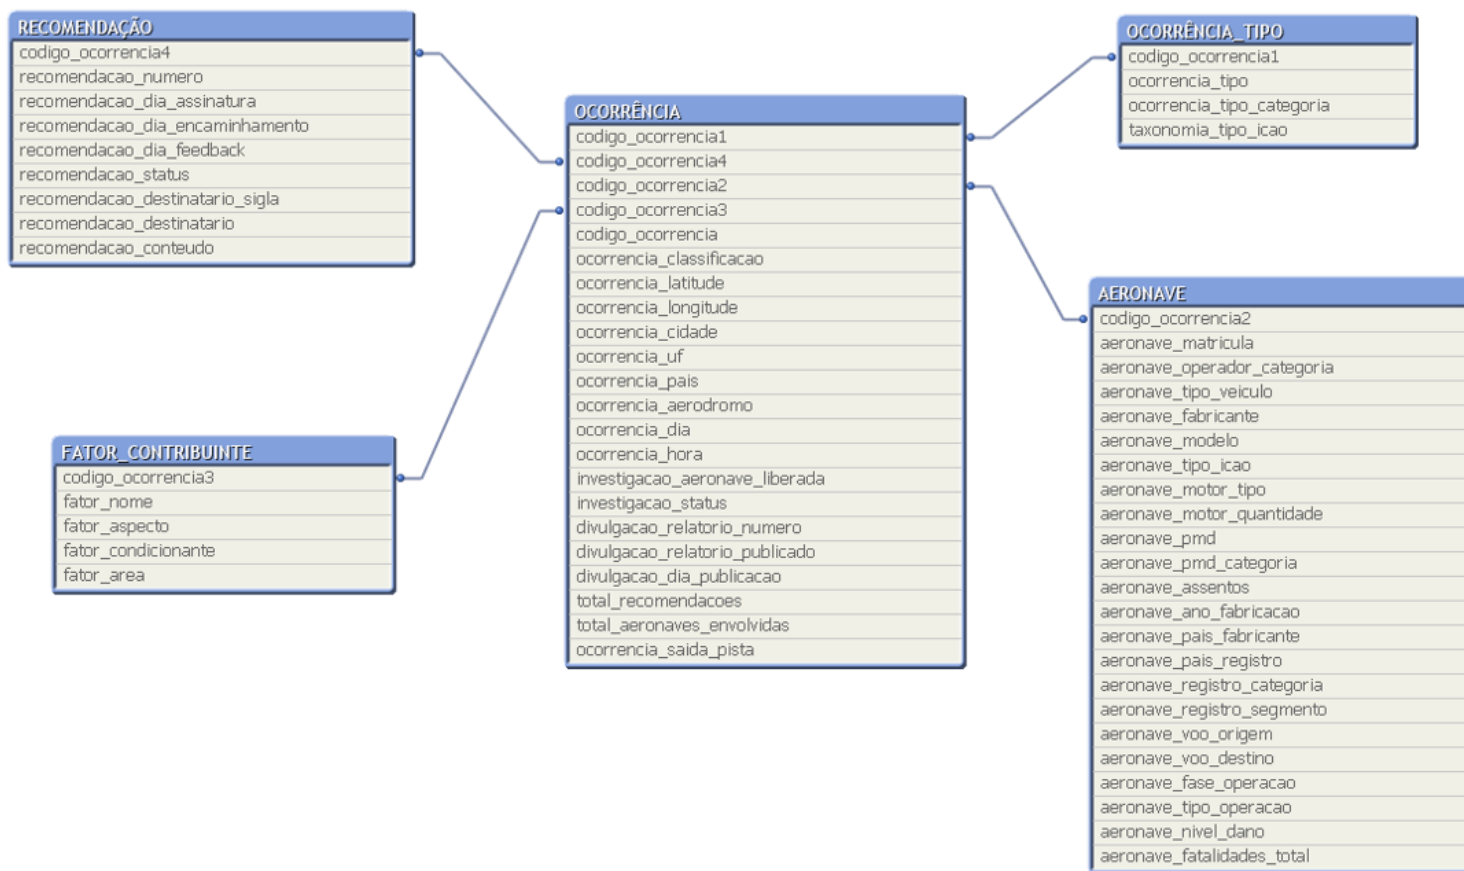 RECOMENDAÇÃO
codigo_ocorrencia4
recomendacao_numero
recomendacao_dia_assinatura
recomendacao_dia_encaminhamento
recomendacao_dia_feedback
recomendacao_status
recomendacao_destinatario_sigla
recomendacao_destinatario
recomendacao_conteudo
FATOR_CONTRIBUINTE
codigo_ocorrencia3
fator_nome
fator_aspecto
fator_condicionante
fator_area
OCORRÊNCIA
codigo_ocorrencia1
codigo_ocorrencia4
codigo_ocorrencia2
codigo_ocorrencia3
codigo_ocorrencia
ocorrencia_classificacao
ocorrencia_latitude
ocorrencia_longitude
ocorrencia_cidade
ocorrencia_uf
ocorrencia_pais
ocorrencia_aerodromo
ocorrencia_dia
ocorrencia_hora
investigacao_aeronave_liberada
investigacao_status
divulgacao_relatorio_numero
divulgacao_relatorio_publicado
divulgacao_dia_publicacao
total_recomendacoes
total_aeronaves_envolvidas
ocorrencia_saida_pista
OCORRÊNCIA_TIPO
codigo_ocorrencia1
ocorrencia_tipo
ocorrencia_tipo_categoria
taxonomia_tipo_icao
AERONAVE
codigo_ocorrencia2
aeronave_matricula
aeronave_operador_categoria
aeronave_tipo_veiculo
aeronave_fabricante
aeronave_modelo
aeronave_tipo_icao
aeronave_motor_tipo
aeronave_motor_quantidade
aeronave_pmd
aeronave_pmd_categoria
aeronave_assentos
aeronave_ano_fabricacao
aeronave_pais_fabricante
aeronave_pais_registro
aeronave_registro_categoria
aeronave_registro_segmento
aeronave_voo_origem
aeronave_voo_destino
aeronave_fase_operacao
aeronave_tipo_operacao
aeronave_nivel_dano
aeronave_fatalidades_total